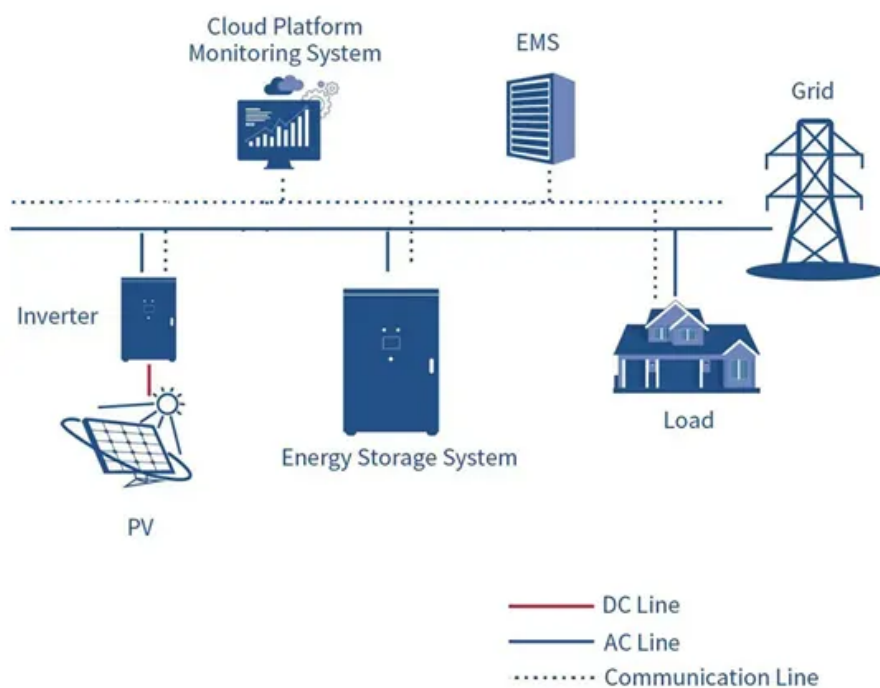 Cloud Platform
Monitoring System
EMS
Grid
Inverter
Load
Energy Storage System
PV
DC Line
AC Line
Communication Line